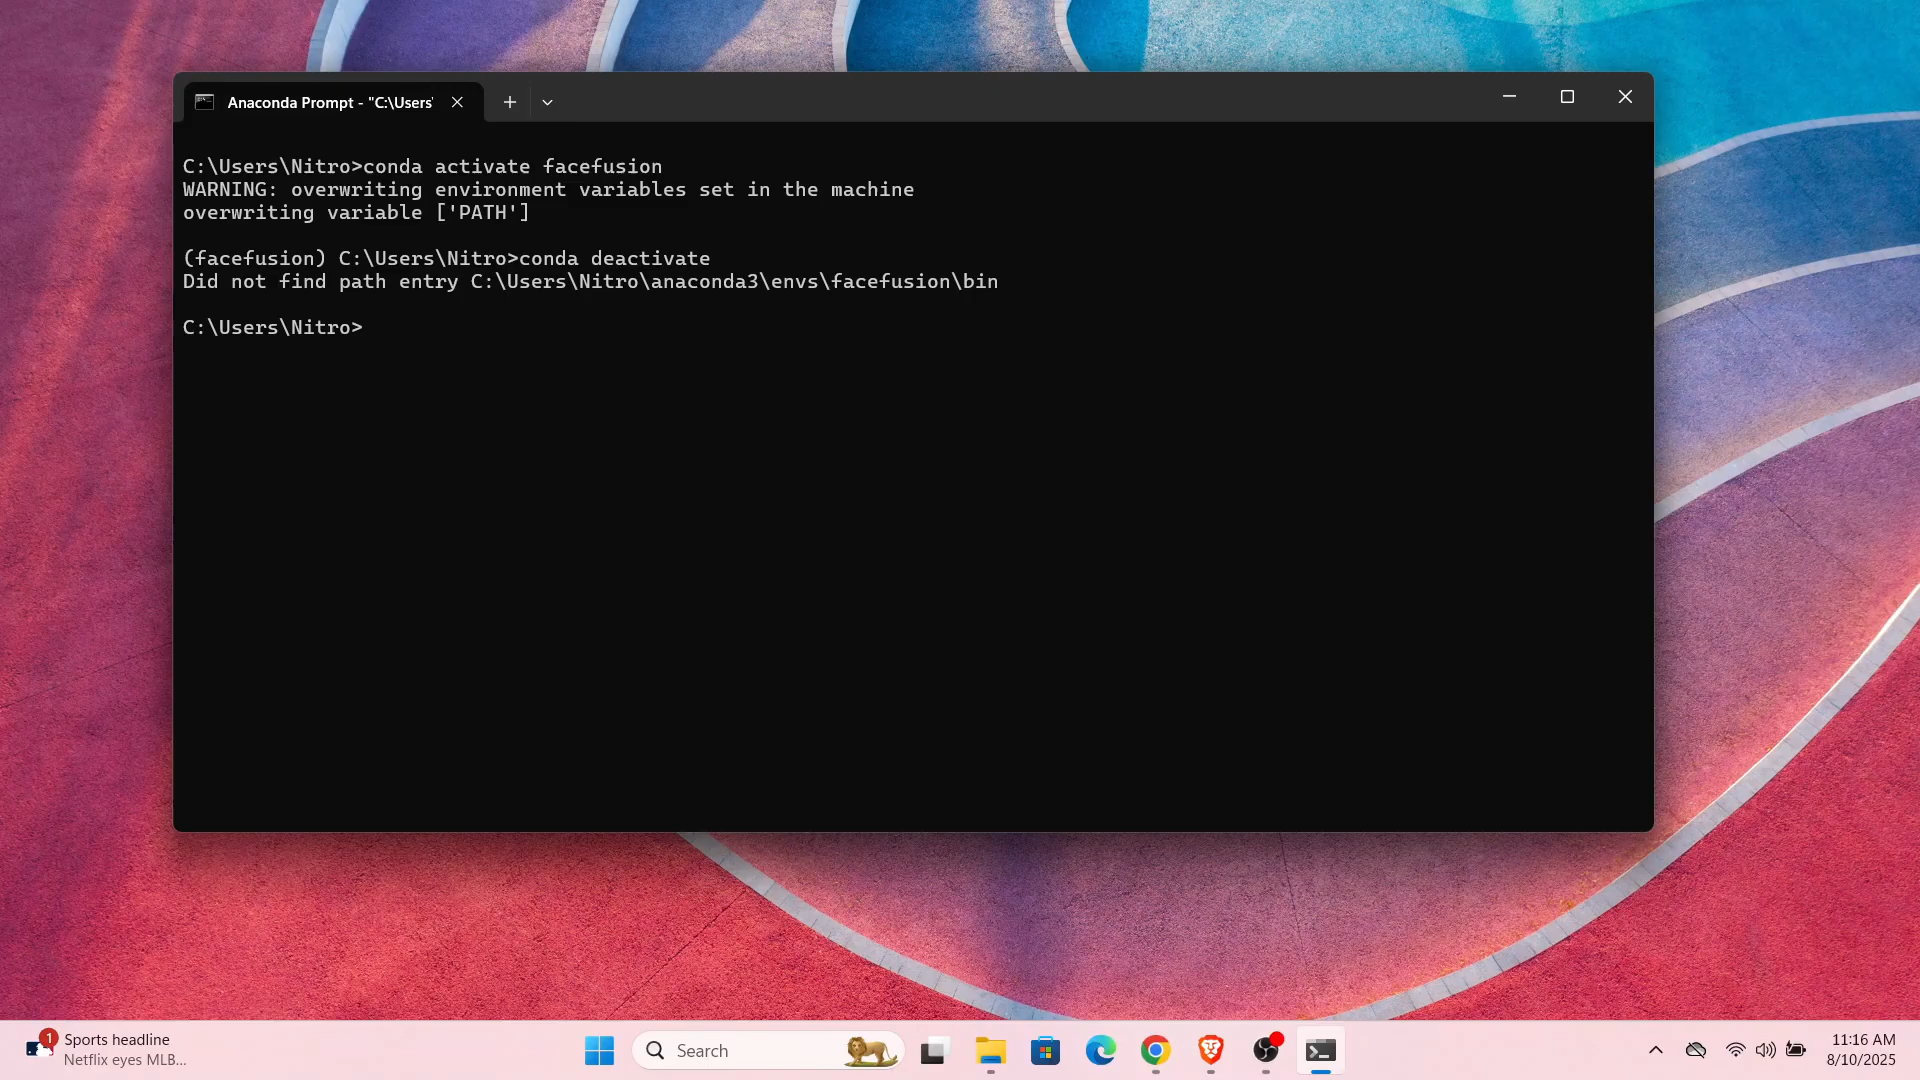 Anaconda Prompt - "C:\Users'
C:\Users\Nitro>conda activate facefusion
WARNING: overwriting environment variables set in the machine
overwriting variable ['PATH']
(facefusion) C:\Users\Nitro>conda deactivate
Did not find path entry C:\Users\Nitro\anaconda3\envs\facefusion\bin
C:\Users\Nitro>
1
Sports headline
Netflix eyes MLB...
Search
11:16 AM
8/10/2025